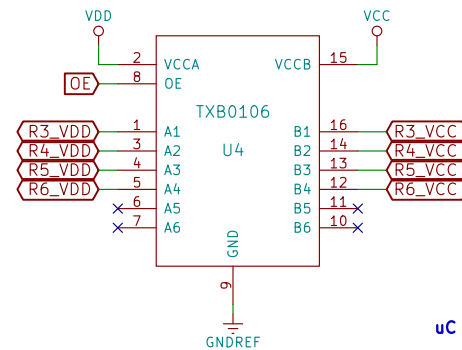 VDD VCC
2 VCCA VCCB 15
OE 8 OE
TXB0106
R3_VDD 1 A1 B1 16 R3_VCC
R4_VDD 3 A2 U4 B2 14 R4_VCC
R5_VDD 4 A3 B3 13 R5_VCC
R6_VDD 5 A4 B4 12 R6_VCC
6 A5 B5 11
7 A6 B6 10
GND
9
GNDREF
uC